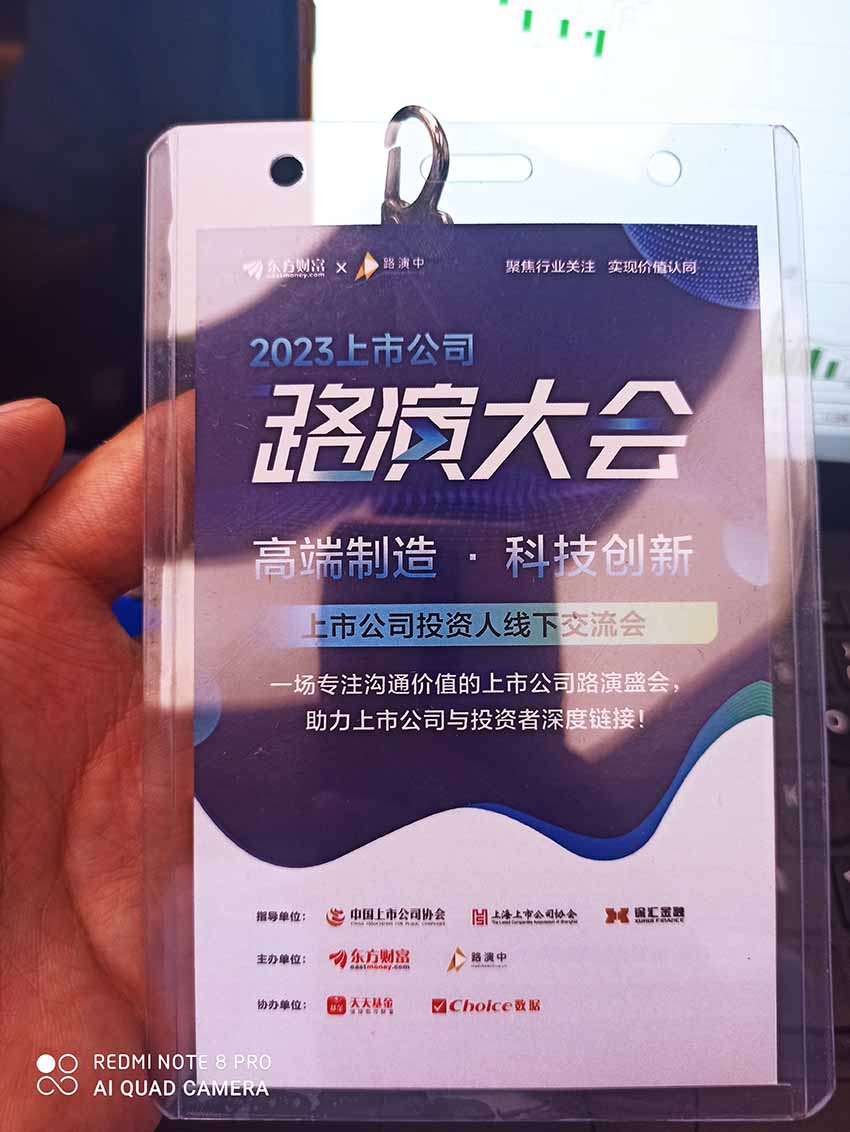 东方财富 × 路演中 聚焦行业关注 实现价值认同
eastmoney.com
2023上市公司
路演大会
高端制造 · 科技创新
上市公司投资人线下交流会
一场专注沟通价值的上市公司路演盛会，
助力上市公司与投资者深度链接！
指导单位： 中国上市公司协会 上海上市公司协会 徐汇金融
XUHUI FINANCE
主办单位： 东方财富 路演中
eastmoney.com
协办单位： 天天基金 Choice数据
REDMI NOTE 8 PRO
AI QUAD CAMERA